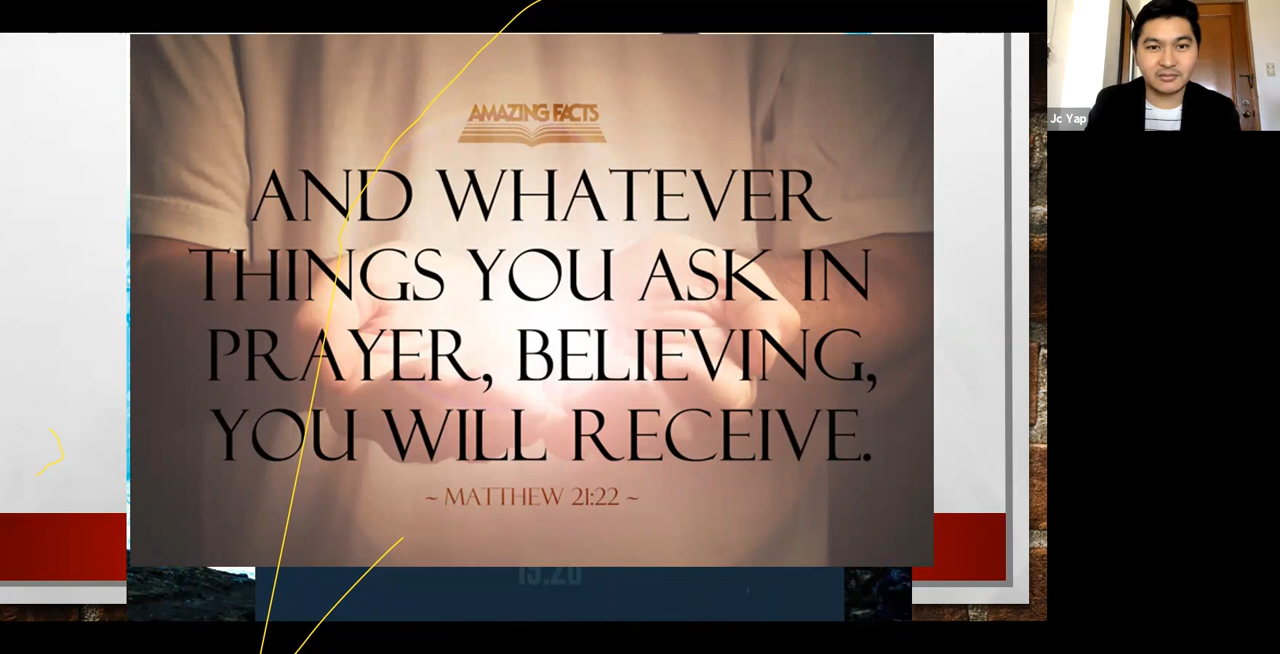 AMAZING FACTS
AND WHATEVER
THINGS YOU ASK IN
PRAYER, BELIEVING,
YOU WILL RECEIVE.
~ MATTHEW 21:22 ~
Jc Yap